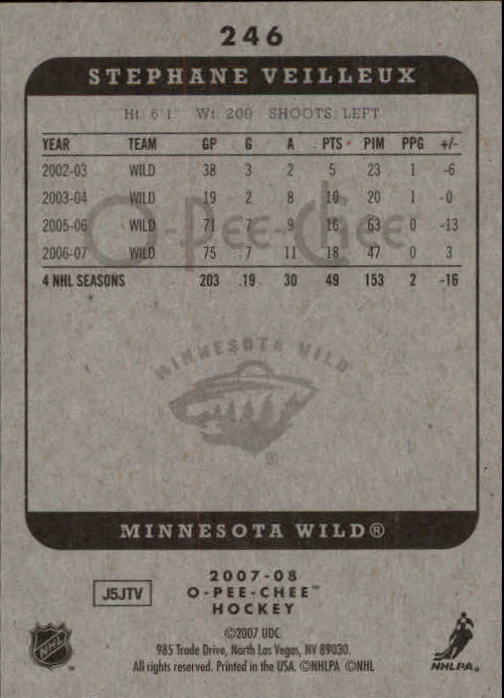 246
STEPHANE VEILLEUX
Ht: 6'1" Wt: 200 SHOOTS: LEFT
YEAR TEAM GP G A PTS PIM PPG +/-
2002-03 WILD 38 3 2 5 23 1 -6
2003-04 WILD 19 2 8 10 20 1 -0
2005-06 WILD 71 7 9 16 63 0 -13
2006-07 WILD 75 7 11 18 47 0 3
4 NHL SEASONS 203 19 30 49 153 2 -16
O-Pee-Chee
MINNESOTA WILD
®
MINNESOTA WILD®
2007-08
J5JTV
O-PEE-CHEE™
HOCKEY
©2007 UDC.
985 Trade Drive, North Las Vegas, NV 89030.
All rights reserved. Printed in the USA. ©NHLPA ©NHL
NHL
NHLPA®